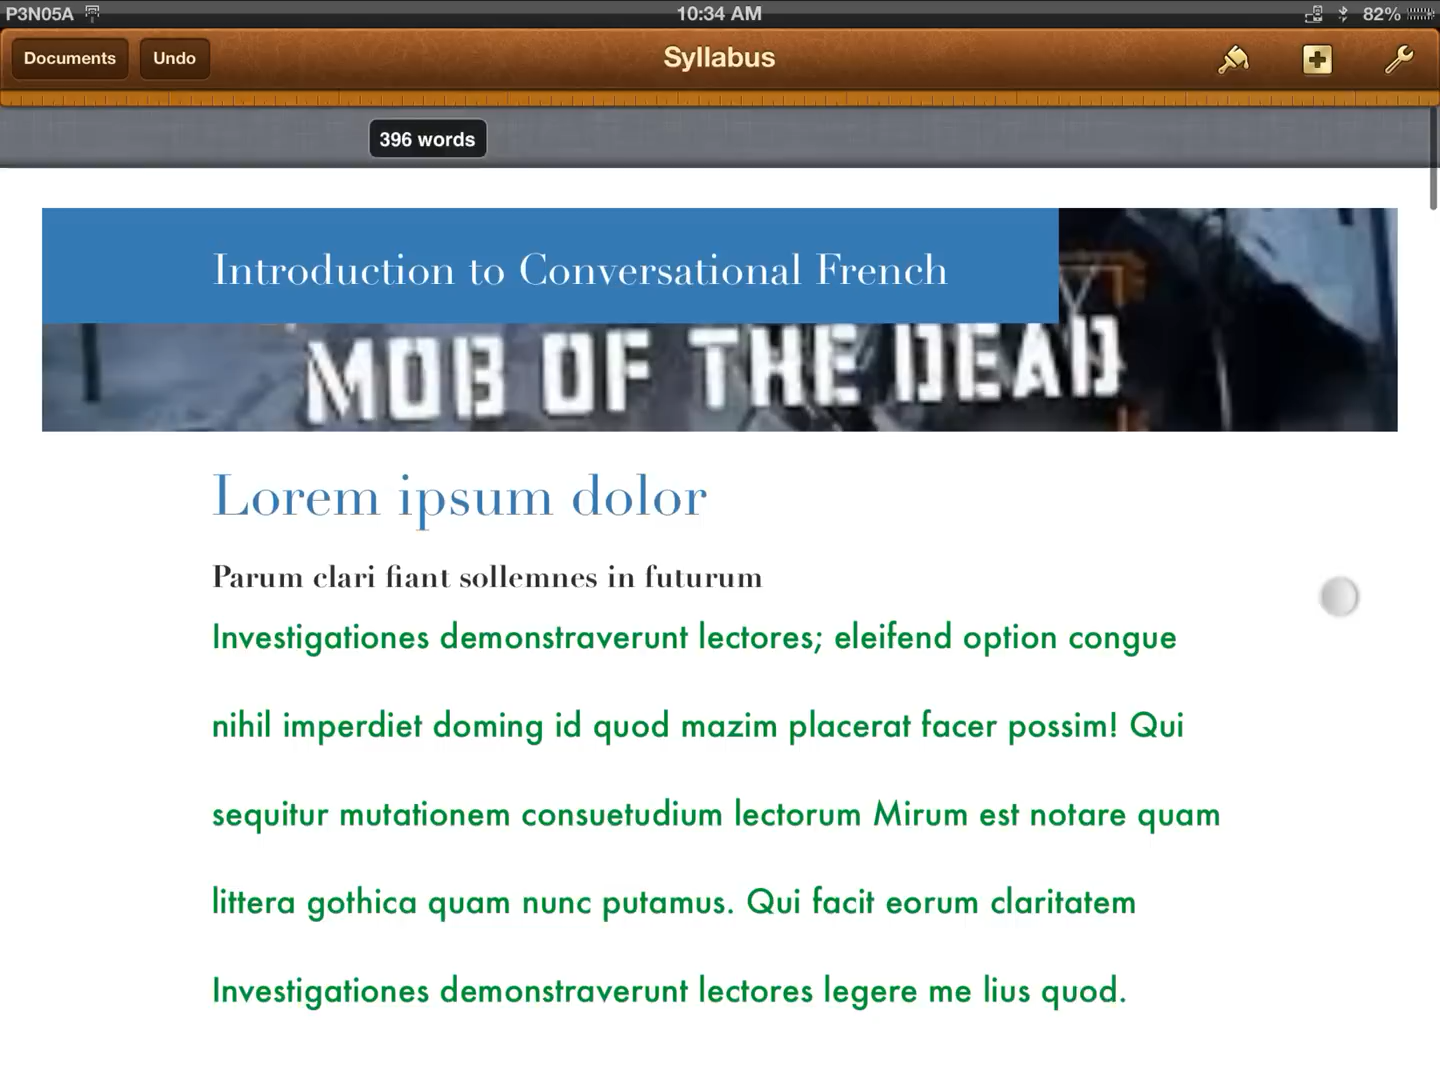 P3N05A 10:34 AM 82%
Documents Undo Syllabus
396 words
Introduction to Conversational French
MOB OF THE DEAD
Lorem ipsum dolor
Parum clari fiant sollemnes in futurum
Investigationes demonstraverunt lectores; eleifend option congue
nihil imperdiet doming id quod mazim placerat facer possim! Qui
sequitur mutationem consuetudium lectorum Mirum est notare quam
littera gothica quam nunc putamus. Qui facit eorum claritatem
Investigationes demonstraverunt lectores legere me lius quod.